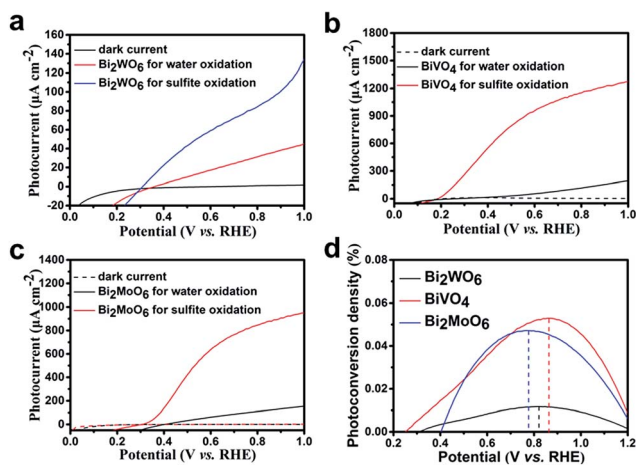 a
160
140
120
100
80
60
40
20
0
-20
0.0 0.2 0.4 0.6 0.8 1.0
Photocurrent (μA cm-2)
Potential (V vs. RHE)
dark current
Bi2WO6 for water oxidation
Bi2WO6 for sulfite oxidation
b
1800
1500
1200
900
600
300
0
0.0 0.2 0.4 0.6 0.8 1.0
Photocurrent (μA cm-2)
Potential (V vs. RHE)
dark current
BiVO4 for water oxidation
BiVO4 for sulfite oxidation
c
1400
1200
1000
800
600
400
200
0
0.0 0.2 0.4 0.6 0.8 1.0
Photocurrent (μA cm-2)
Potential (V vs. RHE)
dark current
Bi2MoO6 for water oxidation
Bi2MoO6 for sulfite oxidation
d
0.08
0.06
0.04
0.02
0.00
0.2 0.4 0.6 0.8 1.0 1.2
Photoconversion density (%)
Potential (V vs. RHE)
Bi2WO6
BiVO4
Bi2MoO6